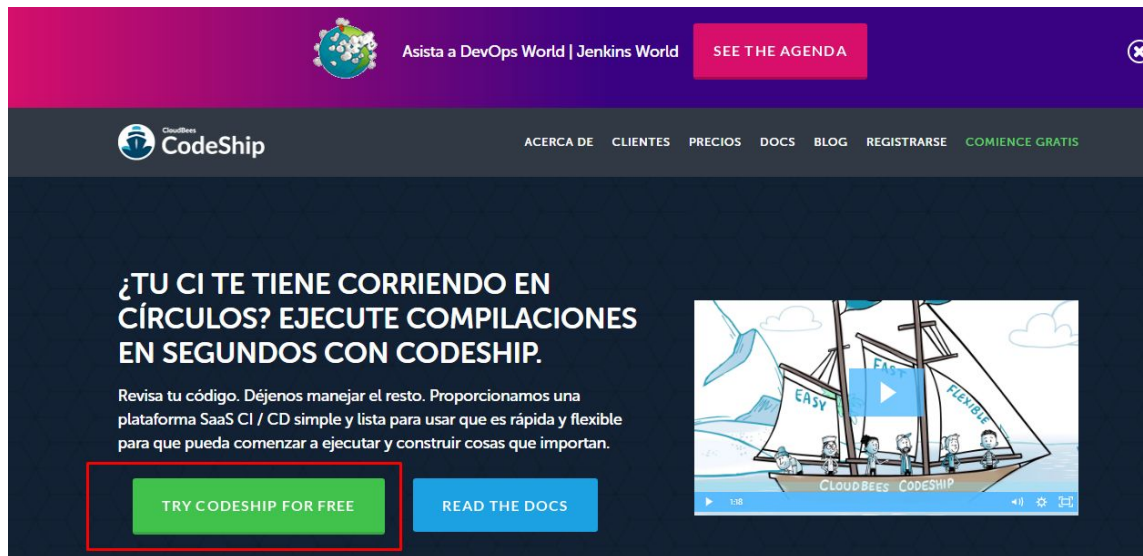 Asista a DevOps World | Jenkins World
SEE THE AGENDA
CloudBees
CodeShip
ACERCA DE CLIENTES PRECIOS DOCS BLOG REGISTRARSE COMIENCE GRATIS
¿TU CI TE TIENE CORRIENDO EN
CÍRCULOS? EJECUTE COMPILACIONES
EN SEGUNDOS CON CODESHIP.
Revisa tu código. Déjenos manejar el resto. Proporcionamos una
plataforma SaaS CI / CD simple y lista para usar que es rápida y flexible
para que pueda comenzar a ejecutar y construir cosas que importan.
TRY CODESHIP FOR FREE
READ THE DOCS
EASY
FAST
FLEXIBLE
CLOUDBEES CODESHIP
1:18